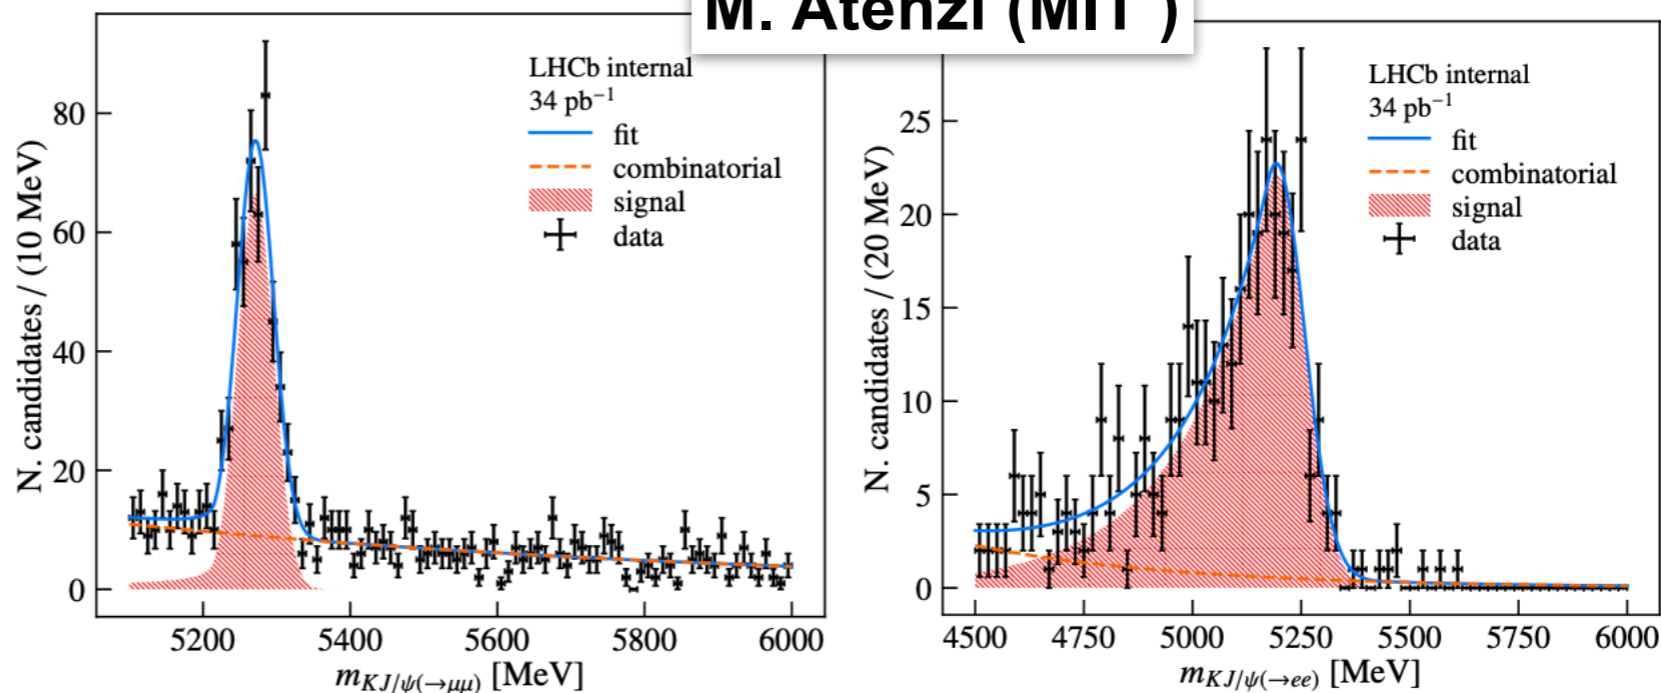 M. Atenzi (MIT )
LHCb internal
34 pb⁻¹
fit
combinatorial
signal
data
N. candidates / (10 MeV)
80
60
40
20
0
5200 5400 5600 5800 6000
m_{KJ/ψ(→μμ)} [MeV]
LHCb internal
34 pb⁻¹
fit
combinatorial
signal
data
N. candidates / (20 MeV)
25
20
15
10
5
0
4500 4750 5000 5250 5500 5750 6000
m_{KJ/ψ(→ee)} [MeV]